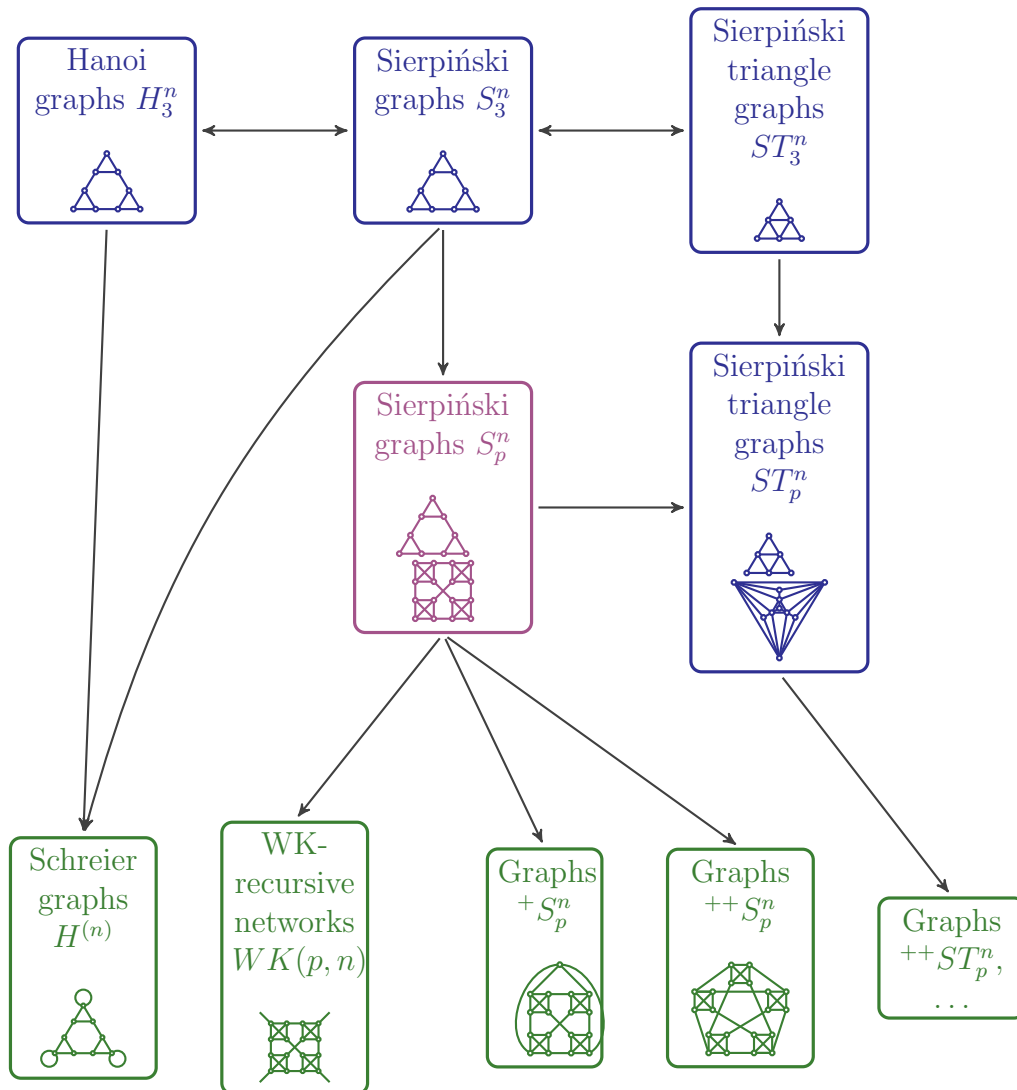 Hanoi
graphs $H_3^n$
Sierpiński
graphs $S_3^n$
Sierpiński
triangle
graphs
$ST_3^n$
Sierpiński
graphs $S_p^n$
Sierpiński
triangle
graphs
$ST_p^n$
Schreier
graphs
$H^{(n)}$
WK-
recursive
networks
$WK(p, n)$
Graphs
$^{+}S_p^n$
Graphs
$^{++}S_p^n$
Graphs
$^{++}ST_p^n$,
...